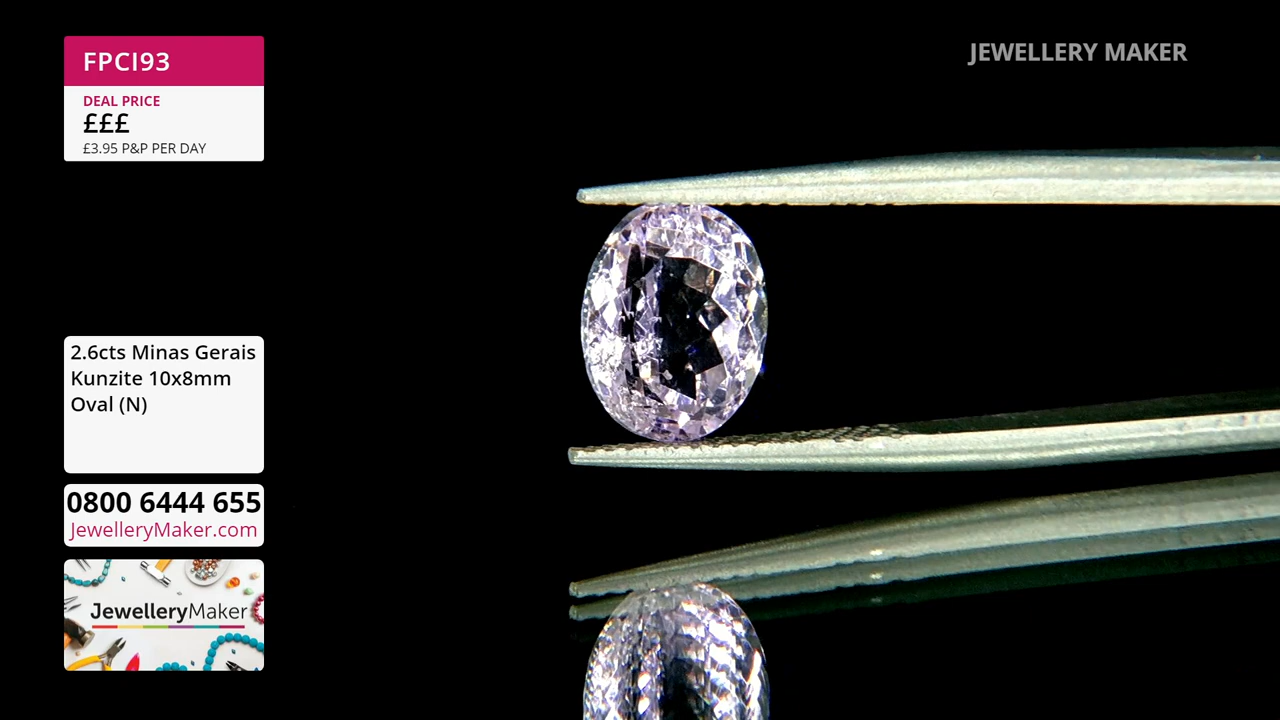 FPCI93
DEAL PRICE
£££
£3.95 P&P PER DAY
JEWELLERY MAKER
2.6cts Minas Gerais
Kunzite 10x8mm
Oval (N)
0800 6444 655
JewelleryMaker.com
JewelleryMaker